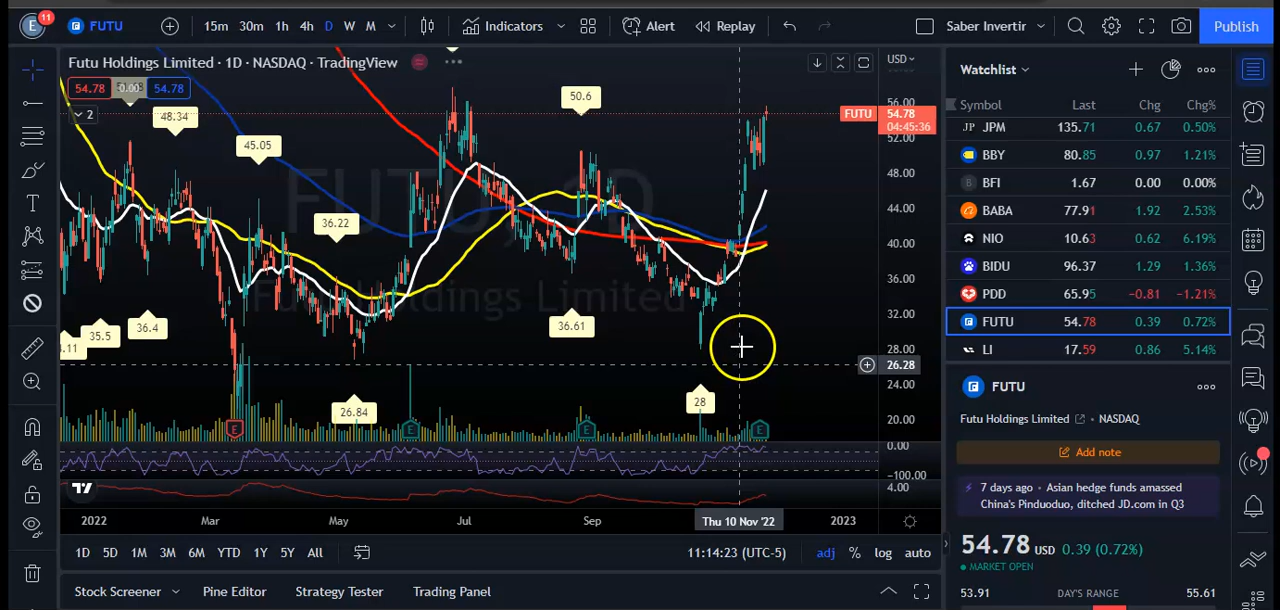 E
11
FUTU
15m 30m 1h 4h D W M
Indicators
Alert
Replay
Saber Invertir
Publish
Futu Holdings Limited · 1D · NASDAQ · TradingView
USD
54.78 0.00 54.78
2
48.34
45.05
36.22
50.6
36.4
35.5
4.11
26.84
36.61
28
FUTU, 1D
Futu Holdings Limited
56.00
FUTU 54.78
04:45:36
52.00
48.00
44.00
40.00
36.00
32.00
28.00
26.28
24.00
20.00
E
E
E
E
0.00
-100.00
4.00
2022 Mar May Jul Sep Thu 10 Nov '22 2023
1D 5D 1M 3M 6M YTD 1Y 5Y All
11:14:23 (UTC-5) adj % log auto
Stock Screener Pine Editor Strategy Tester Trading Panel
Watchlist
Symbol Last Chg Chg%
JPM 135.71 0.67 0.50%
BBY 80.85 0.97 1.21%
B BFI 1.67 0.00 0.00%
BABA 77.91 1.92 2.53%
NIO 10.63 0.62 6.19%
BIDU 96.37 1.29 1.36%
PDD 65.95 −0.81 −1.21%
FUTU 54.78 0.39 0.72%
LI 17.59 0.86 5.14%
FUTU
Futu Holdings Limited · NASDAQ
Add note
7 days ago · Asian hedge funds amassed
China's Pinduoduo, ditched JD.com in Q3
54.78 USD 0.39 (0.72%)
MARKET OPEN
53.91 DAY'S RANGE 55.61